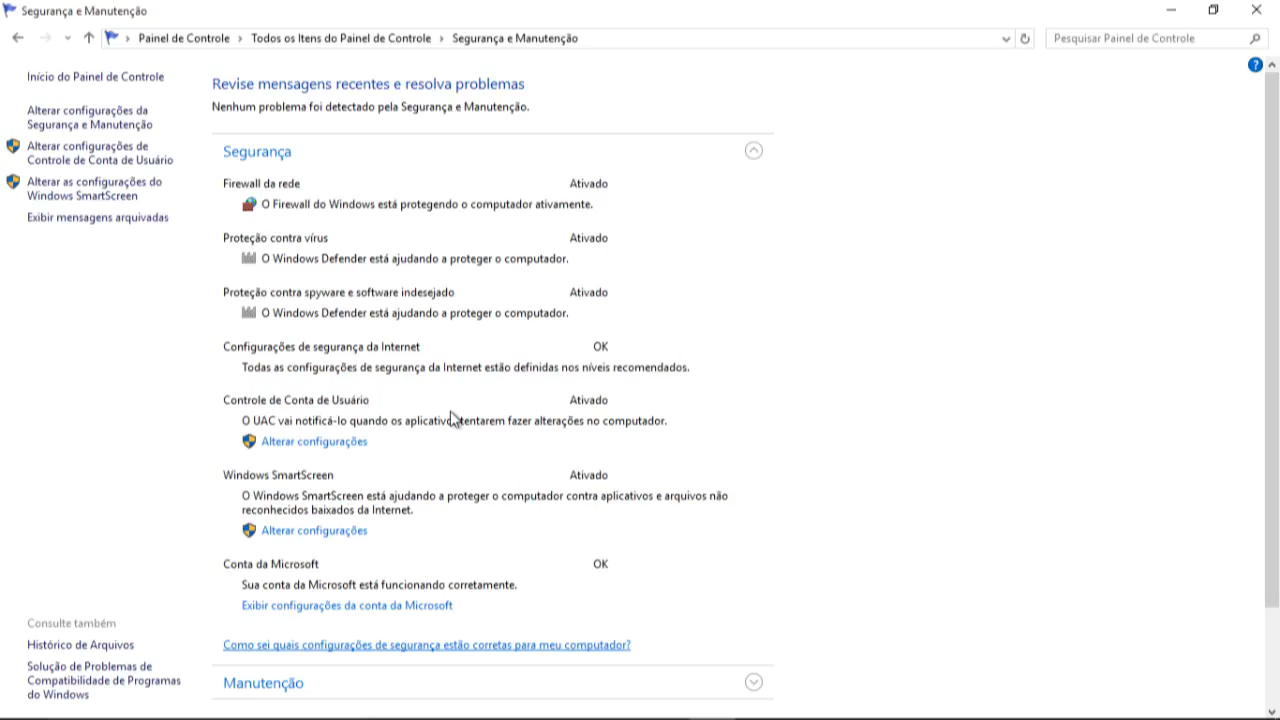 Segurança e Manutenção
Painel de Controle › Todos os Itens do Painel de Controle › Segurança e Manutenção
Pesquisar Painel de Controle
Início do Painel de Controle
Alterar configurações da
Segurança e Manutenção
Alterar configurações de
Controle de Conta de Usuário
Alterar as configurações do
Windows SmartScreen
Exibir mensagens arquivadas
Revise mensagens recentes e resolva problemas
Nenhum problema foi detectado pela Segurança e Manutenção.
Segurança
Firewall da rede Ativado
O Firewall do Windows está protegendo o computador ativamente.
Proteção contra vírus Ativado
O Windows Defender está ajudando a proteger o computador.
Proteção contra spyware e software indesejado Ativado
O Windows Defender está ajudando a proteger o computador.
Configurações de segurança da Internet OK
Todas as configurações de segurança da Internet estão definidas nos níveis recomendados.
Controle de Conta de Usuário Ativado
O UAC vai notificá-lo quando os aplicativos tentarem fazer alterações no computador.
Alterar configurações
Windows SmartScreen Ativado
O Windows SmartScreen está ajudando a proteger o computador contra aplicativos e arquivos não
reconhecidos baixados da Internet.
Alterar configurações
Conta da Microsoft OK
Sua conta da Microsoft está funcionando corretamente.
Exibir configurações da conta da Microsoft
Como sei quais configurações de segurança estão corretas para meu computador?
Manutenção
Consulte também
Histórico de Arquivos
Solução de Problemas de
Compatibilidade de Programas
do Windows